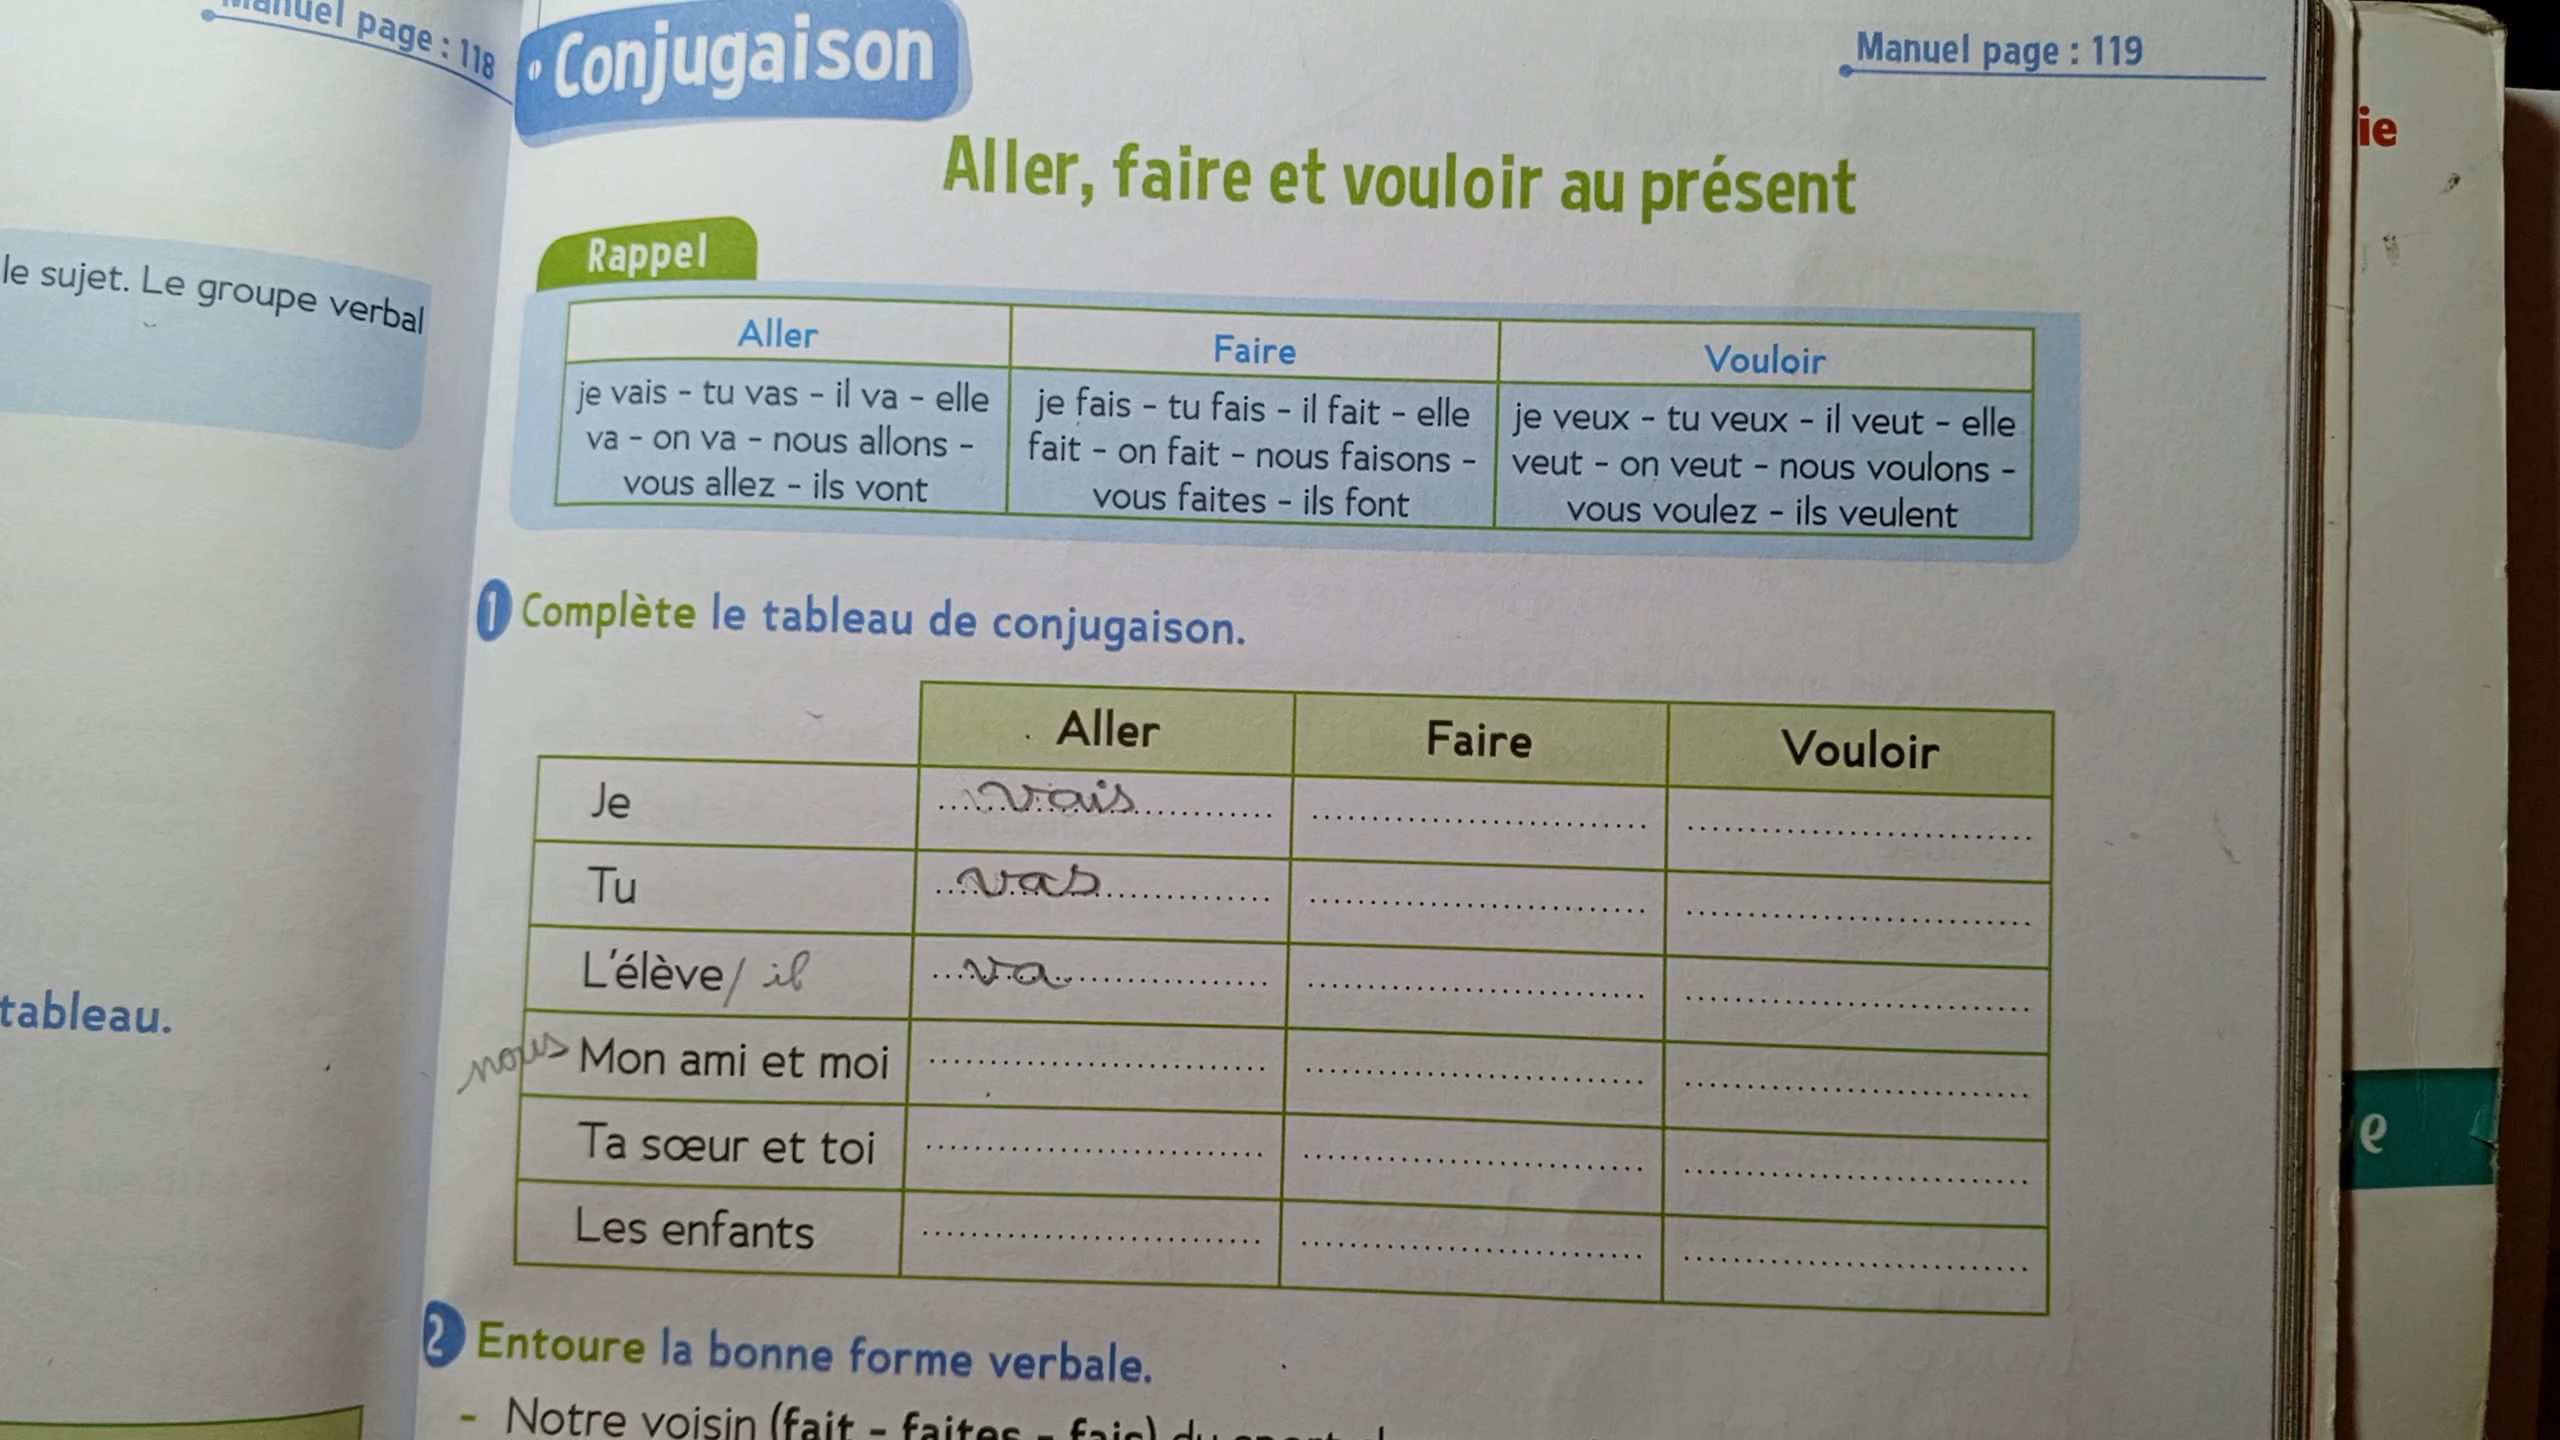 Manuel page : 118
le sujet. Le groupe verbal
tableau.
Conjugaison
Manuel page : 119
Aller, faire et vouloir au présent
Rappel
Aller Faire Vouloir
je vais - tu vas - il va - elle je fais - tu fais - il fait - elle je veux - tu veux - il veut - elle
va - on va - nous allons - fait - on fait - nous faisons - veut - on veut - nous voulons -
vous allez - ils vont vous faites - ils font vous voulez - ils veulent
1 Complète le tableau de conjugaison.
Aller Faire Vouloir
Je vais
Tu vas
L'élève / il va
nous Mon ami et moi
Ta sœur et toi
Les enfants
2 Entoure la bonne forme verbale.
- Notre voisin (fait - faites - fais) du
ie
e